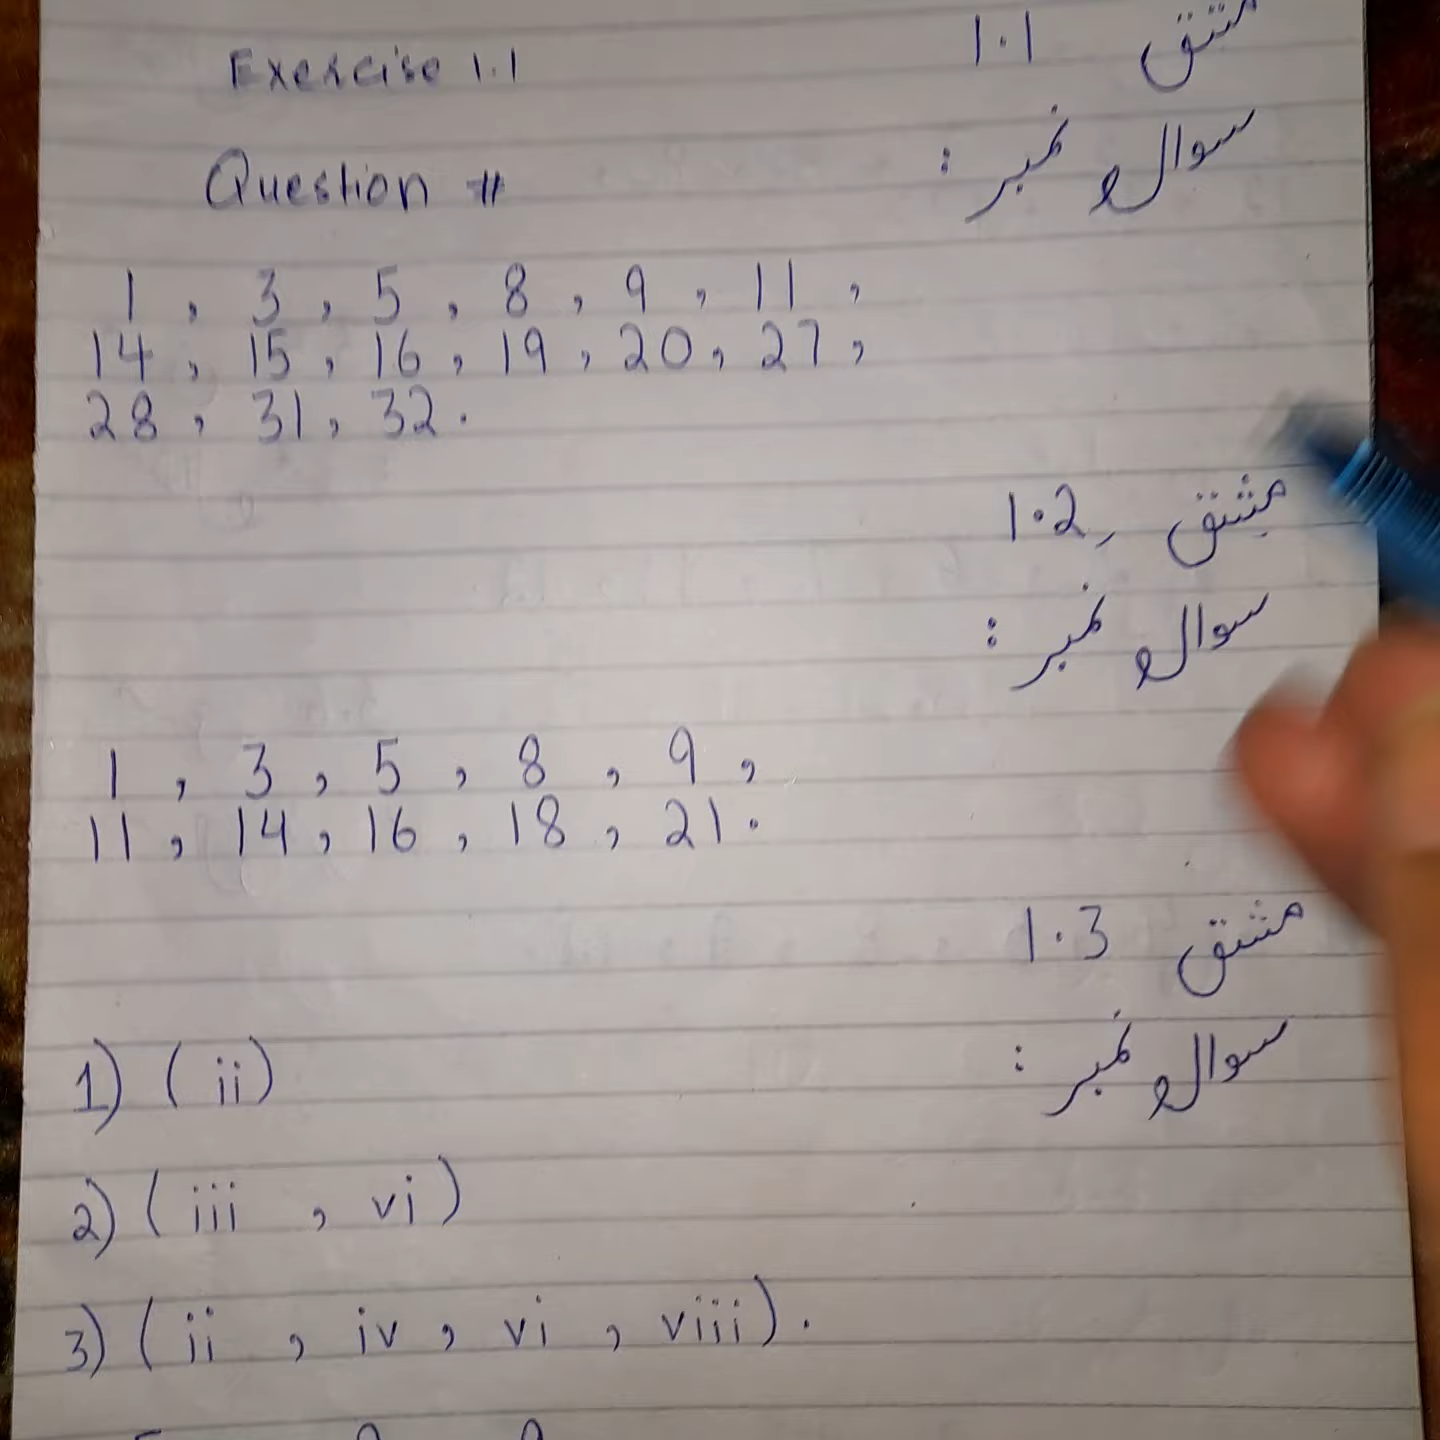 Exercise 1.1 مشق 1.1
Question # سوال نمبر :
1 , 3 , 5 , 8 , 9 , 11 ,
14 , 15 , 16 , 19 , 20 , 27 ,
28 , 31 , 32 .
مشق 1.2
سوال نمبر :
1 , 3 , 5 , 8 , 9 ,
11 , 14 , 16 , 18 , 21 .
مشق 1.3
سوال نمبر :
1) ( ii )
2) ( iii , vi )
3) ( ii , iv , vi , viii ) .